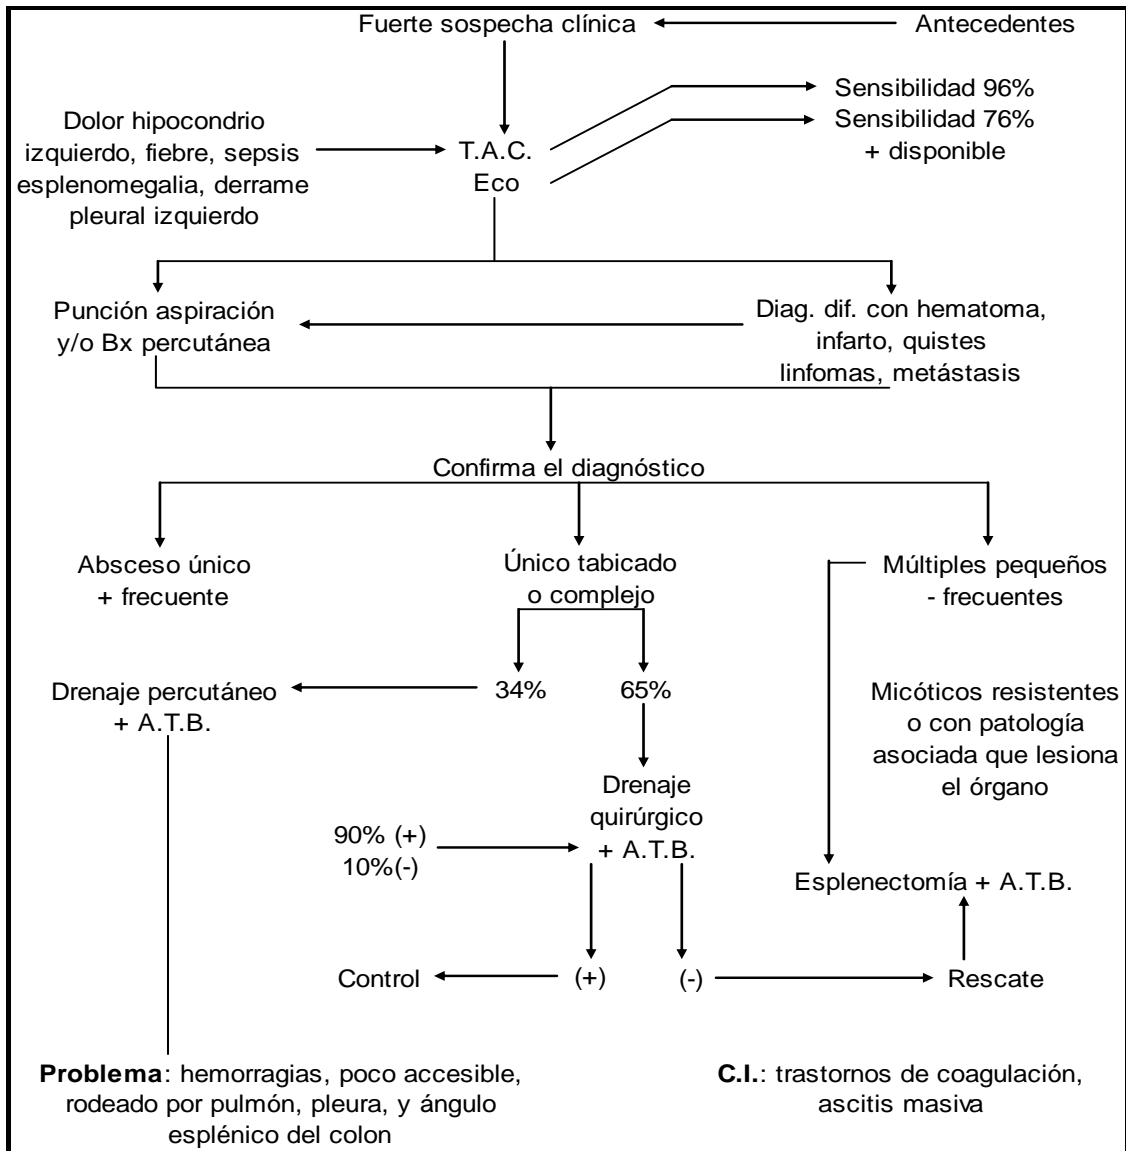 Fuerte sospecha clínica
Antecedentes
Sensibilidad 96%
Sensibilidad 76%
+ disponible
Dolor hipocondrio
izquierdo, fiebre, sepsis
esplenomegalia, derrame
pleural izquierdo
T.A.C.
Eco
Punción aspiración
y/o Bx percutánea
Diag. dif. con hematoma,
infarto, quistes
linfomas, metástasis
Confirma el diagnóstico
Absceso único
+ frecuente
Único tabicado
o complejo
Múltiples pequeños
- frecuentes
Drenaje percutáneo
+ A.T.B.
34%
65%
Micóticos resistentes
o con patología
asociada que lesiona
el órgano
Drenaje
quirúrgico
+ A.T.B.
90% (+)
10%(-)
Esplenectomía + A.T.B.
Control
(+)
(-)
Rescate
Problema: hemorragias, poco accesible,
rodeado por pulmón, pleura, y ángulo
esplénico del colon
C.I.: trastornos de coagulación,
ascitis masiva